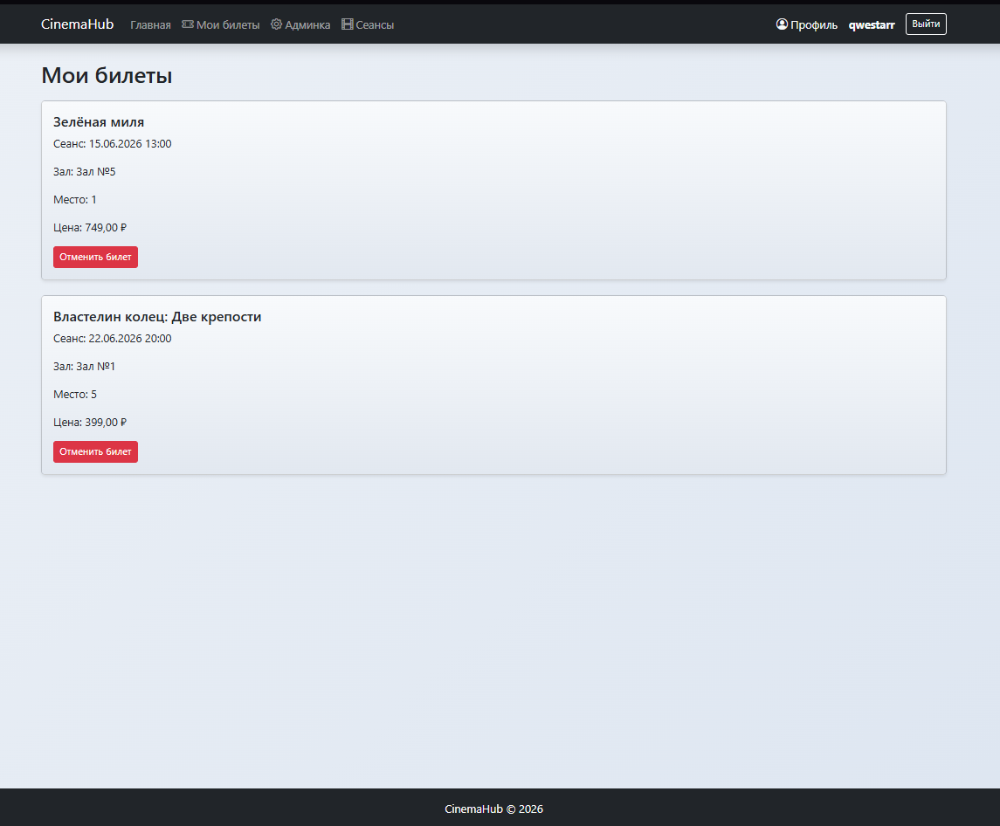 CinemaHub Главная Мои билеты Админка Сеансы Профиль qwestarr Выйти
Мои билеты
Зелёная миля
Сеанс: 15.06.2026 13:00
Зал: Зал №5
Место: 1
Цена: 749,00 ₽
Отменить билет
Властелин колец: Две крепости
Сеанс: 22.06.2026 20:00
Зал: Зал №1
Место: 5
Цена: 399,00 ₽
Отменить билет
CinemaHub © 2026